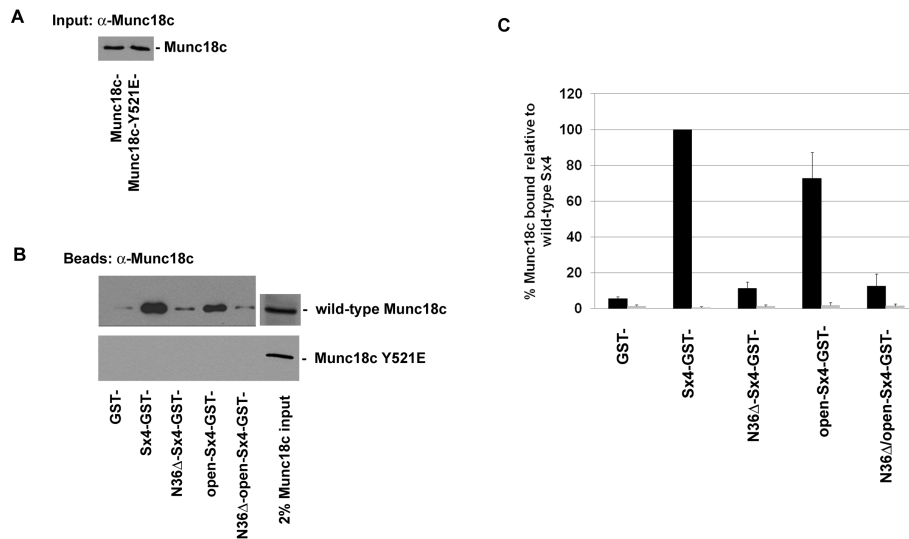 A
Input: α-Munc18c
- Munc18c
Munc18c-
Munc18c-Y521E-
B
Beads: α-Munc18c
- wild-type Munc18c
- Munc18c Y521E
GST-
Sx4-GST-
N36Δ-Sx4-GST-
open-Sx4-GST-
N36Δ-open-Sx4-GST-
2% Munc18c input
C
% Munc18c bound relative to
wild-type Sx4
120
100
80
60
40
20
0
GST-
Sx4-GST-
N36Δ-Sx4-GST-
open-Sx4-GST-
N36Δ/open-Sx4-GST-